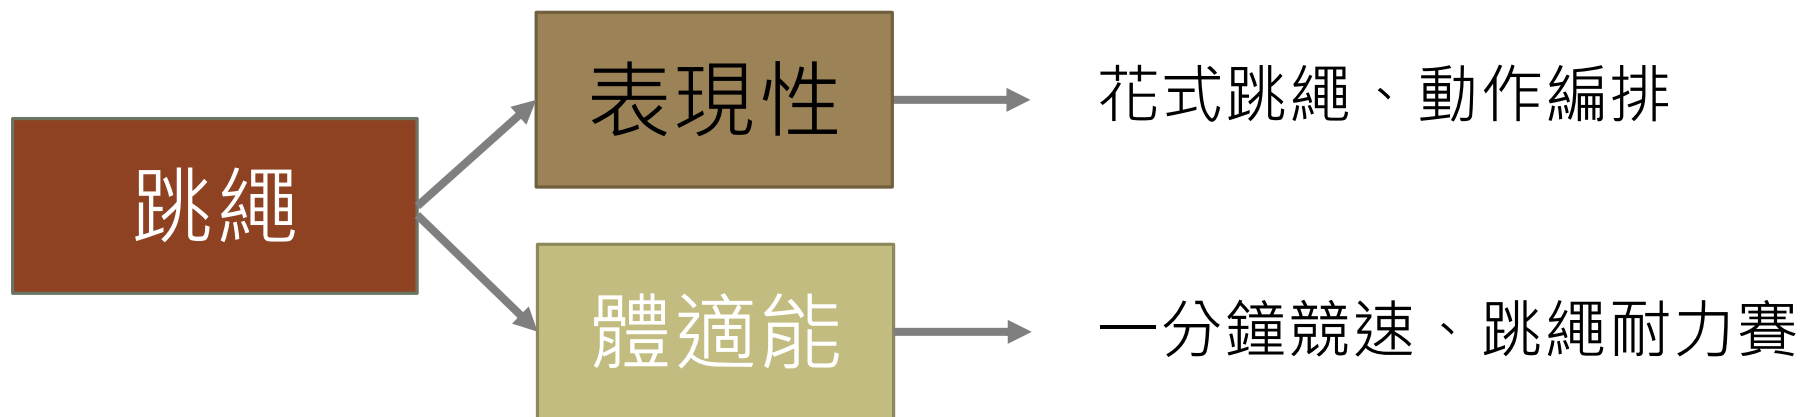 跳繩
表現性
花式跳繩、動作編排
體適能
一分鐘競速、跳繩耐力賽